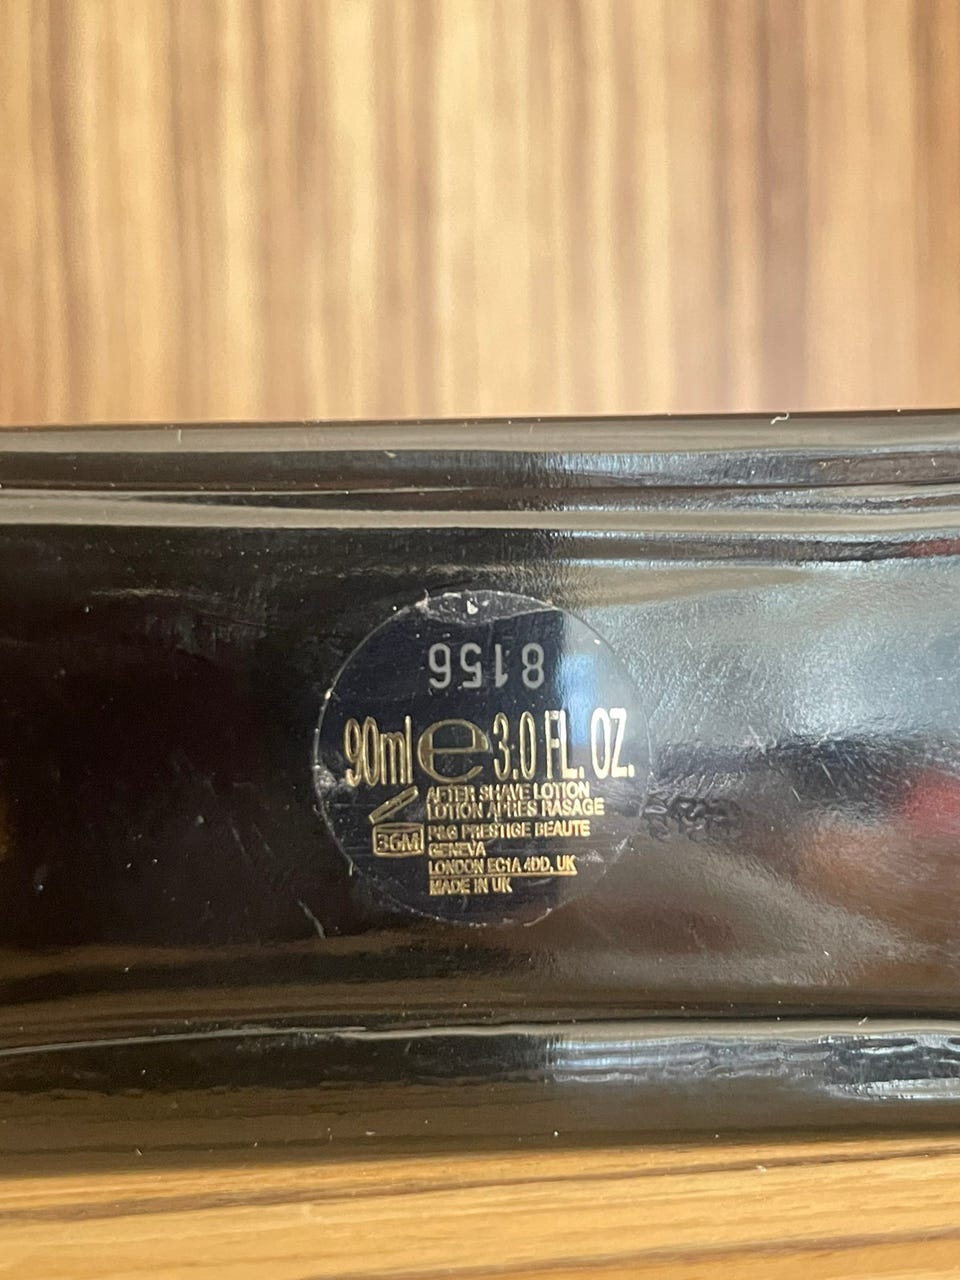 8156
90ml e 3.0 FL. OZ.
AFTER SHAVE LOTION
LOTION APRES RASAGE
36M
P&G PRESTIGE BEAUTE
GENEVA
LONDON EC1A 4DD, UK
MADE IN UK